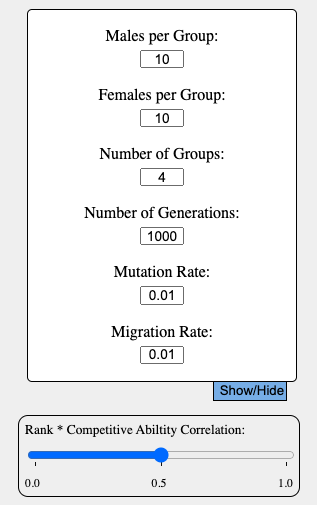 Males per Group:
10
Females per Group:
10
Number of Groups:
4
Number of Generations:
1000
Mutation Rate:
0.01
Migration Rate:
0.01
Show/Hide
Rank * Competitive Abiltity Correlation:
0.0 0.5 1.0